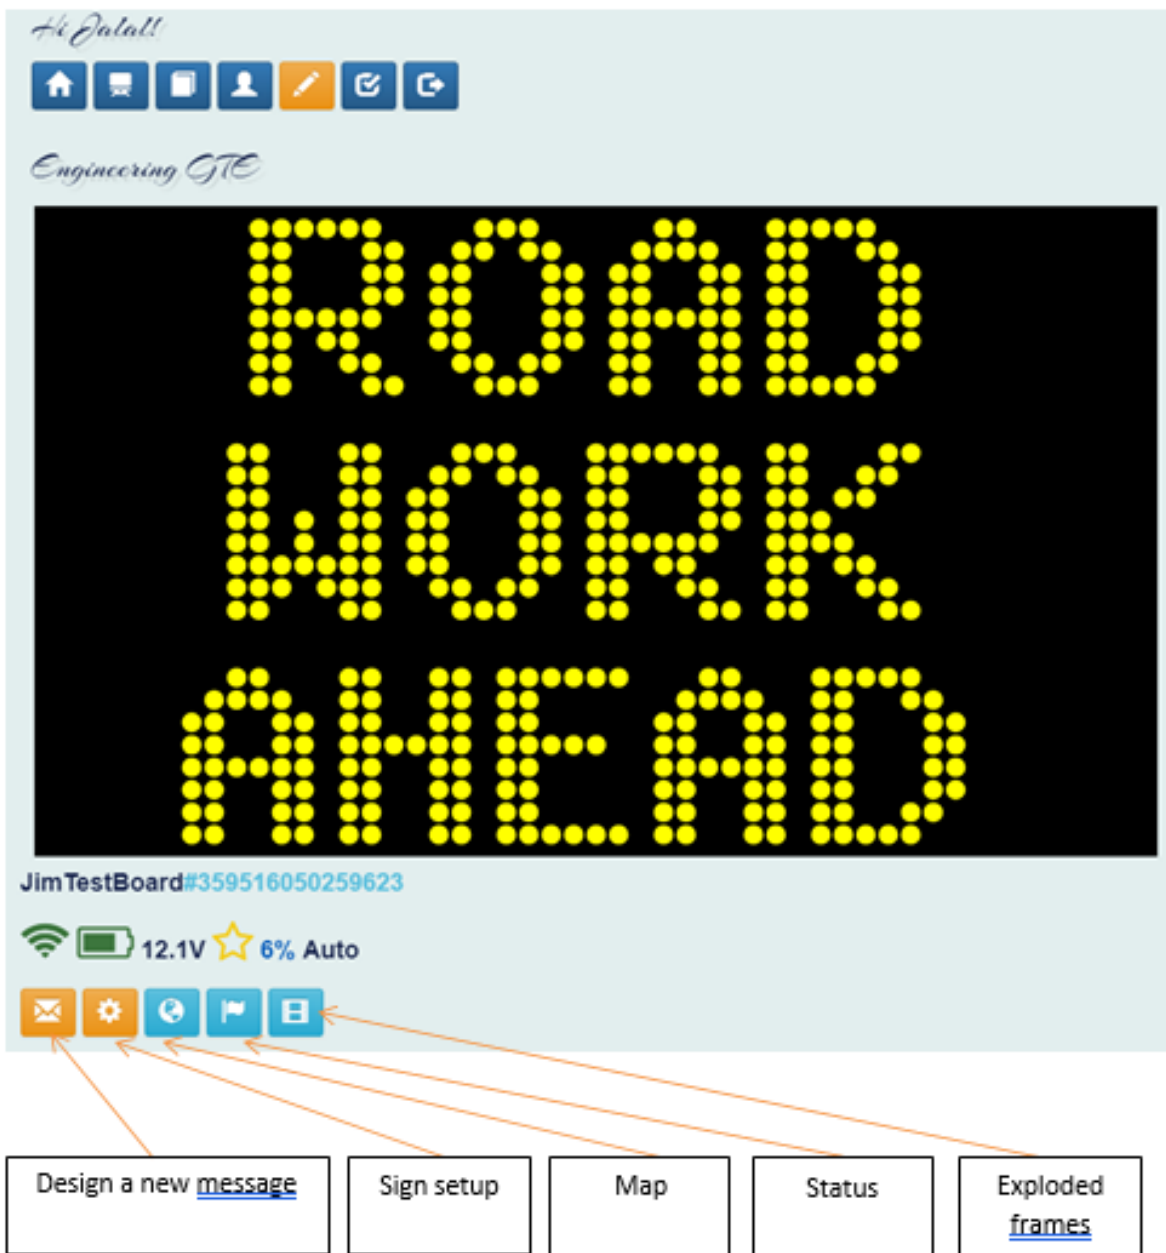 Hi Jalal!
Engineering GTE
ROAD
WORK
AHEAD
JimTestBoard#359516050259623
12.1V 6% Auto
Design a new message
Sign setup
Map
Status
Exploded
frames